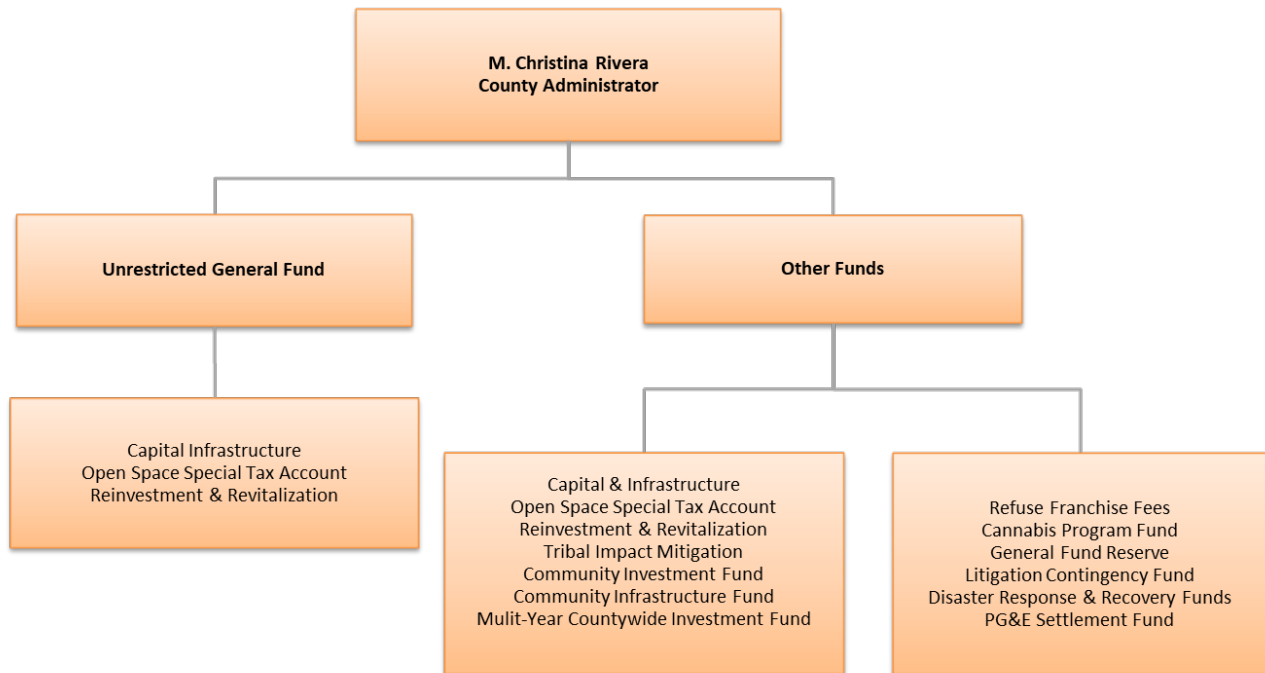 M. Christina Rivera
County Administrator
Unrestricted General Fund
Other Funds
Capital Infrastructure
Open Space Special Tax Account
Reinvestment & Revitalization
Capital & Infrastructure
Open Space Special Tax Account
Reinvestment & Revitalization
Tribal Impact Mitigation
Community Investment Fund
Community Infrastructure Fund
Mulit-Year Countywide Investment Fund
Refuse Franchise Fees
Cannabis Program Fund
General Fund Reserve
Litigation Contingency Fund
Disaster Response & Recovery Funds
PG&E Settlement Fund